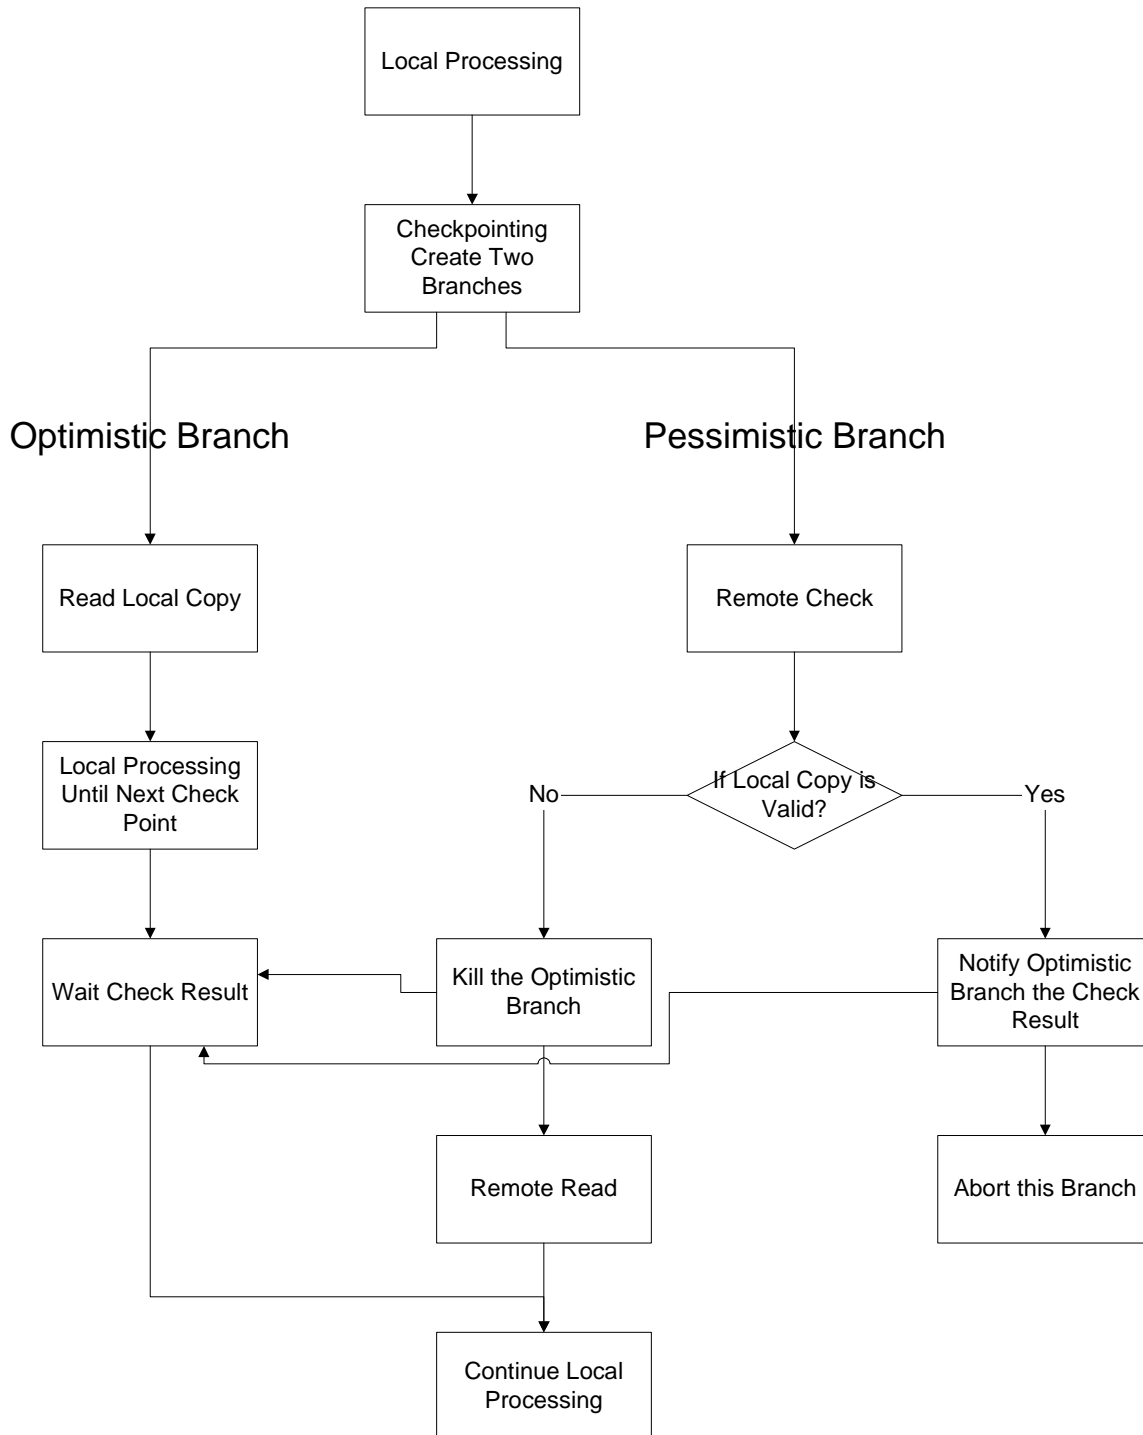 Local Processing
Checkpointing
Create Two
Branches
Optimistic Branch
Pessimistic Branch
Read Local Copy
Remote Check
Local Processing
Until Next Check
Point
If Local Copy is
Valid?
No
Yes
Wait Check Result
Kill the Optimistic
Branch
Notify Optimistic
Branch the Check
Result
Remote Read
Abort this Branch
Continue Local
Processing